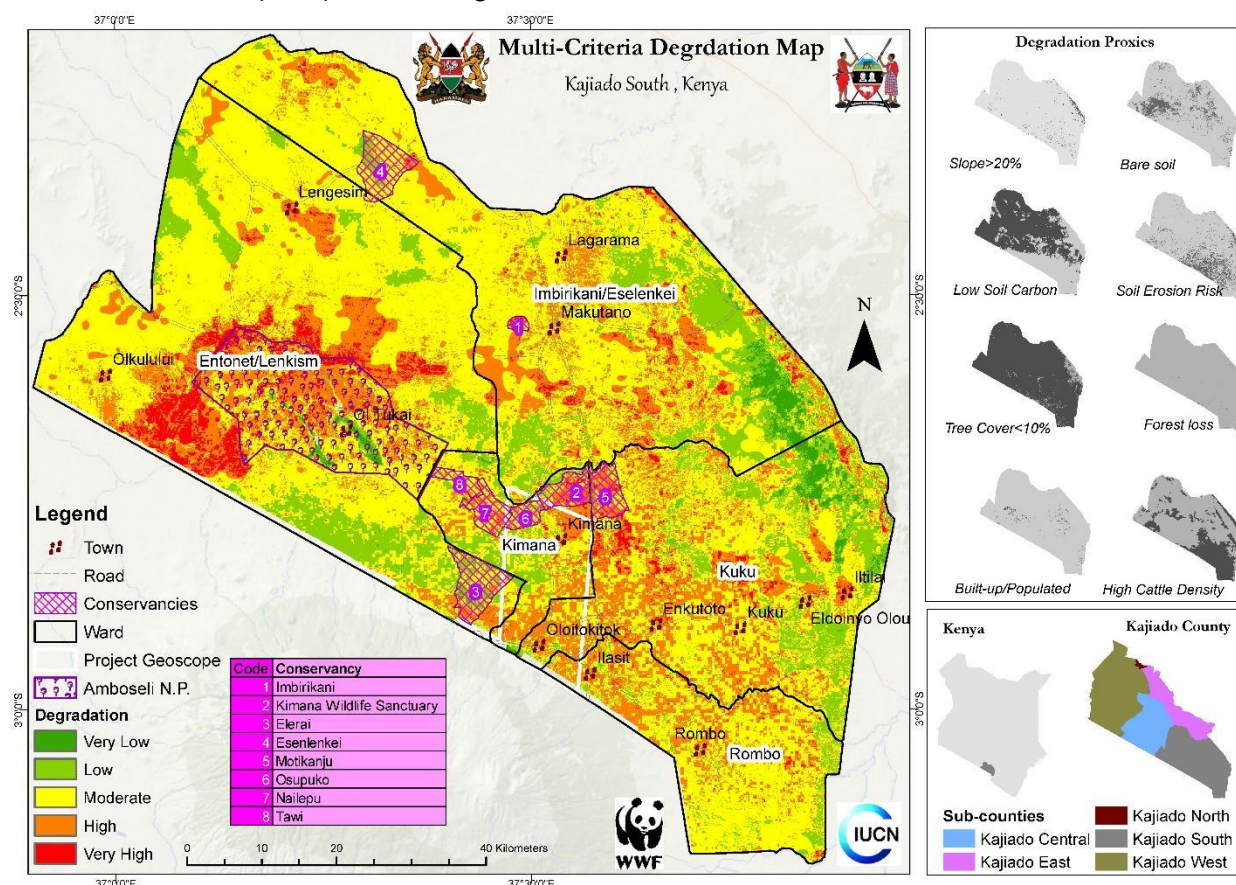 37°0'0"E
37°30'0"E
Multi-Criteria Degrdation Map
Kajiado South , Kenya
HARAMBEE
N
2°30'0"S
2°30'0"S
3°0'0"S
3°0'0"S
Lengesim
Lagarama
Imbirikani/Eselenkei
Makutano
Olkulului
Entonet/Lenkism
Ol Tukai
Kimana
Kimana
Kuku
Iltilal
Enkutoto
Kuku
Eldoinyo Olou
Oloitokitok
Ilasit
Rombo
Rombo
4
1
8
7
6
2
5
3
Legend
Town
Road
Conservancies
Ward
Project Geoscope
Amboseli N.P.
Degradation
Very Low
Low
Moderate
High
Very High
Code Conservancy
1 Imbirikani
2 Kimana Wildlife Sanctuary
3 Elerai
4 Esenlenkei
5 Motikanju
6 Osupuko
7 Nailepu
8 Tawi
0 10 20 40 Kilometers
WWF
IUCN
37°0'0"E
37°30'0"E
Degradation Proxies
Slope>20%
Bare soil
Low Soil Carbon
Soil Erosion Risk
Tree Cover<10%
Forest loss
Built-up/Populated
High Cattle Density
Kenya
Kajiado County
Sub-counties
Kajiado Central
Kajiado East
Kajiado North
Kajiado South
Kajiado West